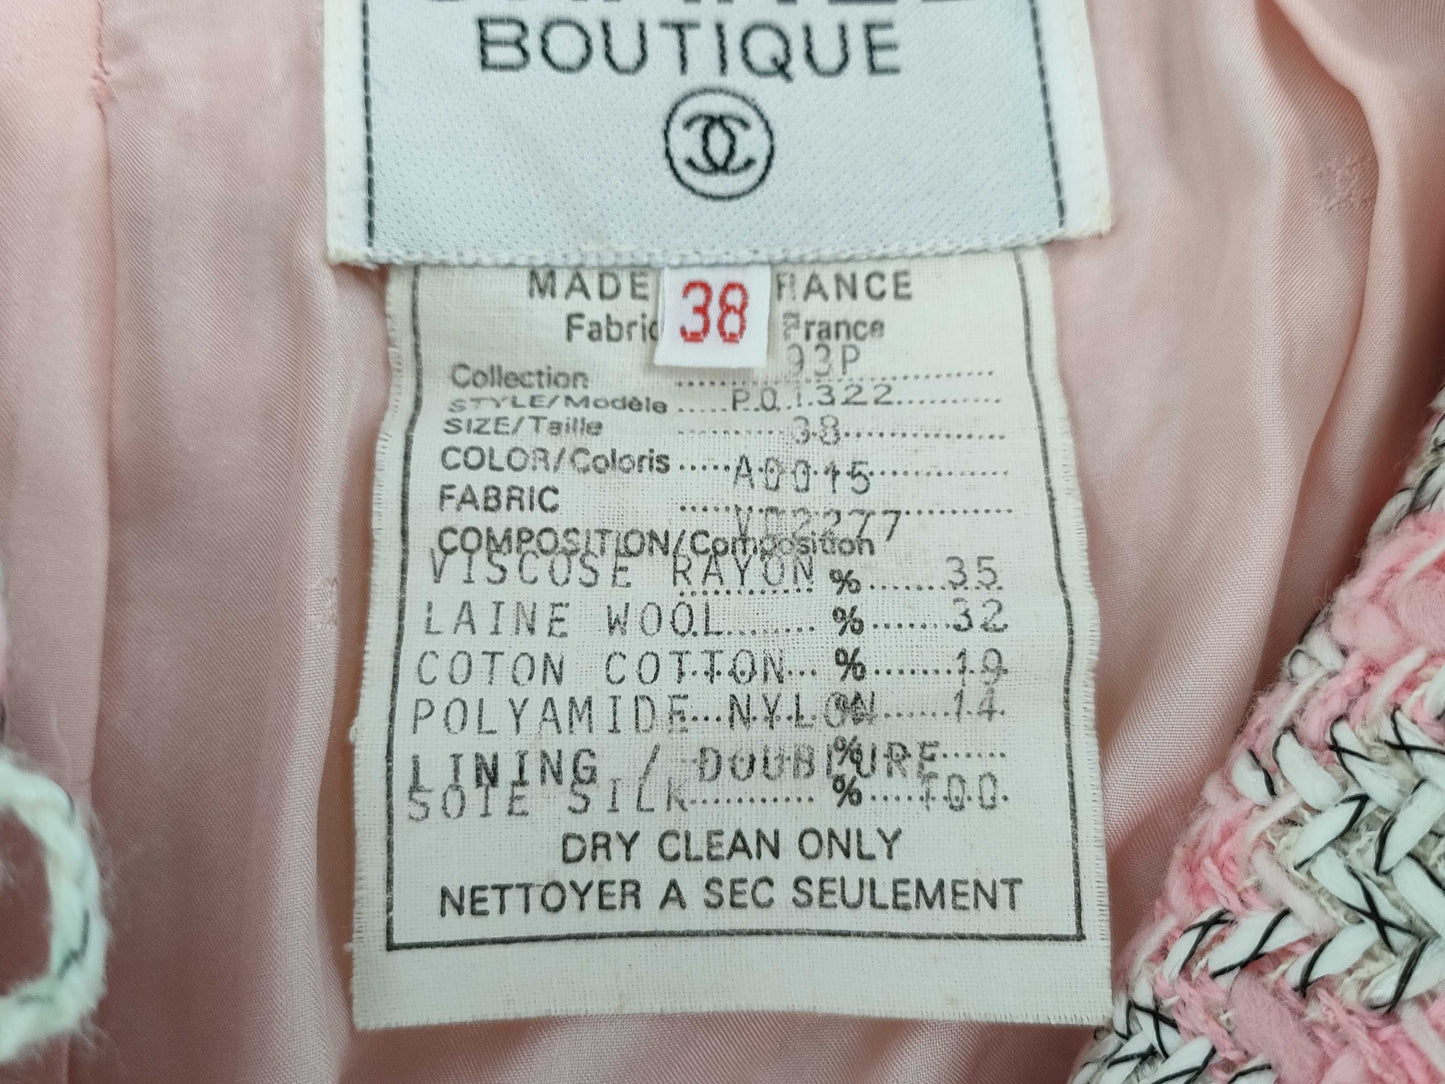 BOUTIQUE
MADE 38 FRANCE
Fabric France
Collection 93P
STYLE/Modèle P01322
SIZE/Taille 38
COLOR/Coloris A0015
FABRIC V02277
COMPOSITION/Composition
VISCOSE RAYON % 35
LAINE WOOL % 32
COTON COTTON % 19
POLYAMIDE NYLON % 14
LINING / DOUBLURE %
SOIE SILK % 100
DRY CLEAN ONLY
NETTOYER A SEC SEULEMENT